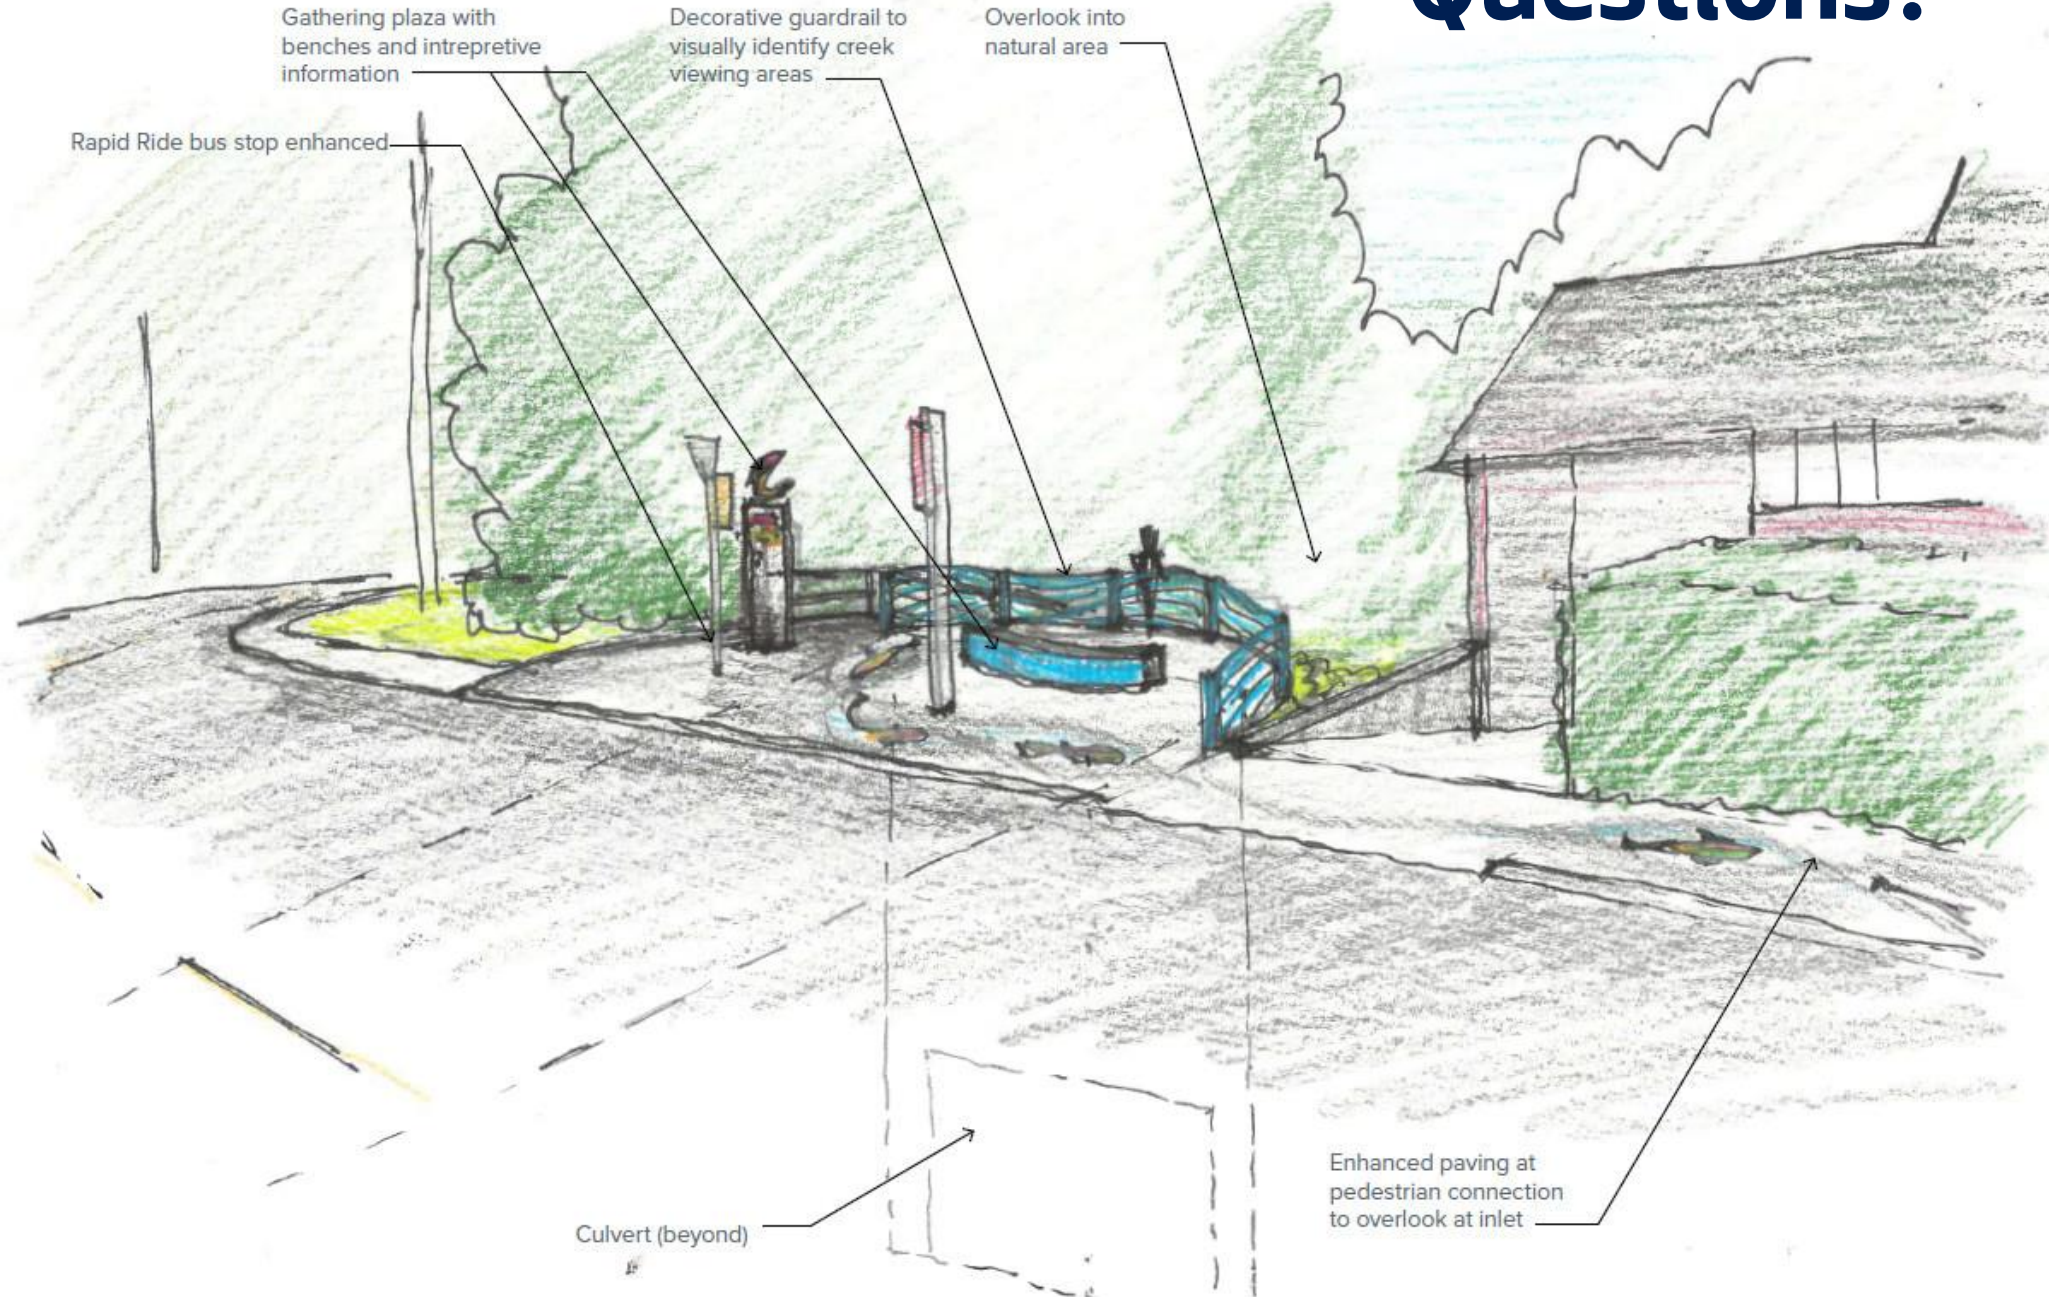 Questions?
Gathering plaza with
benches and intrepretive
information
Decorative guardrail to
visually identify creek
viewing areas
Overlook into
natural area
Rapid Ride bus stop enhanced
Culvert (beyond)
Enhanced paving at
pedestrian connection
to overlook at inlet